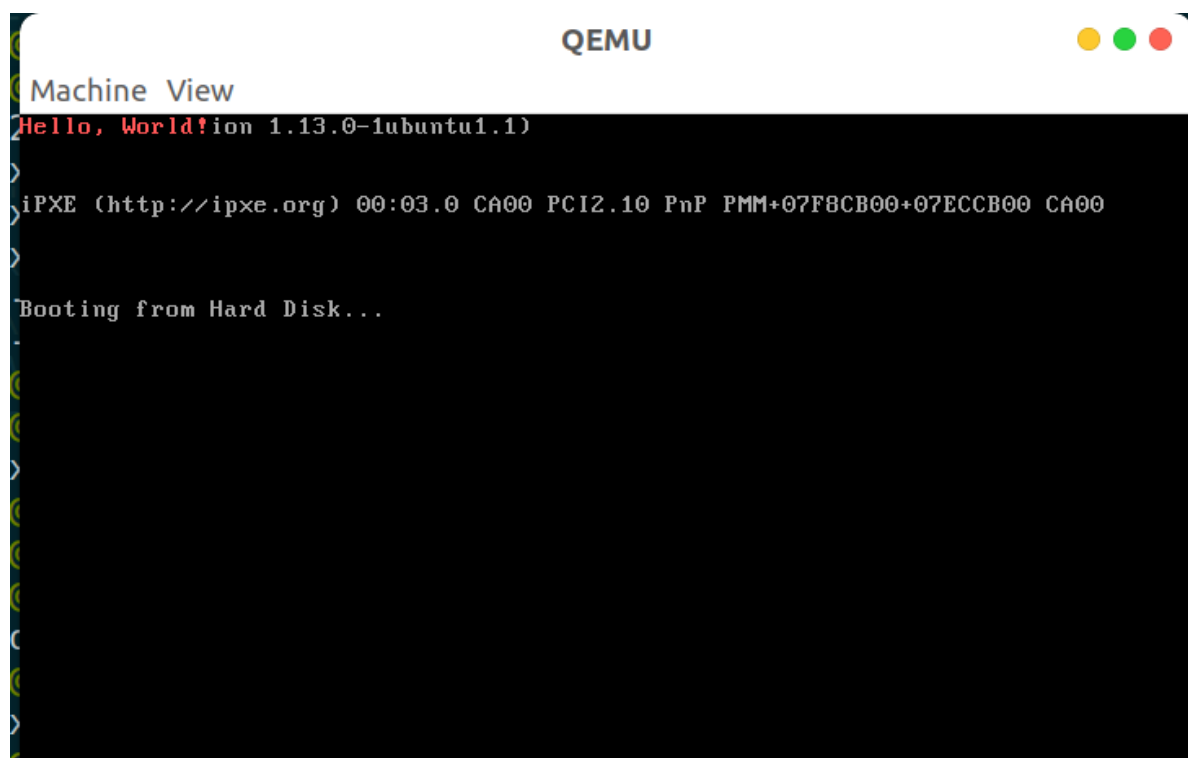 QEMU
Machine View
Hello, World!ion 1.13.0-1ubuntu1.1)
iPXE (http://ipxe.org) 00:03.0 CA00 PCI2.10 PnP PMM+07F8CB00+07ECCB00 CA00
Booting from Hard Disk...